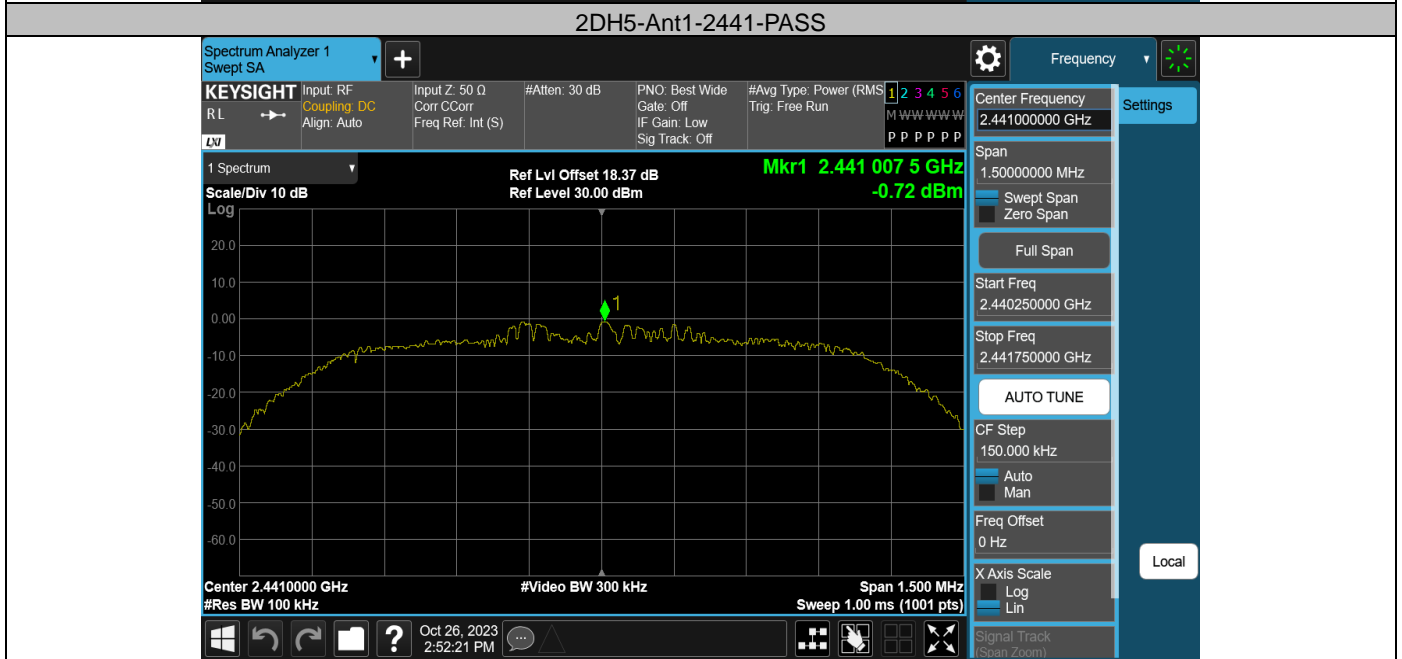 2DH5-Ant1-2441-PASS
Spectrum Analyzer 1
Swept SA
+
Frequency
KEYSIGHT
RL
LXI
Input: RF
Coupling: DC
Align: Auto
Input Z: 50 Ω
Corr CCorr
Freq Ref: Int (S)
#Atten: 30 dB
PNO: Best Wide
Gate: Off
IF Gain: Low
Sig Track: Off
#Avg Type: Power (RMS
Trig: Free Run
1 2 3 4 5 6
M W W W W W
P P P P P P
1 Spectrum
Scale/Div 10 dB
Log
Ref Lvl Offset 18.37 dB
Ref Level 30.00 dBm
Mkr1 2.441 007 5 GHz
-0.72 dBm
20.0
10.0
0.00
-10.0
-20.0
-30.0
-40.0
-50.0
-60.0
1
Center 2.4410000 GHz
#Res BW 100 kHz
#Video BW 300 kHz
Span 1.500 MHz
Sweep 1.00 ms (1001 pts)
Center Frequency
2.441000000 GHz
Settings
Span
1.50000000 MHz
Swept Span
Zero Span
Full Span
Start Freq
2.440250000 GHz
Stop Freq
2.441750000 GHz
AUTO TUNE
CF Step
150.000 kHz
Auto
Man
Freq Offset
0 Hz
X Axis Scale
Log
Lin
Signal Track
(Span Zoom)
Local
?
Oct 26, 2023
2:52:21 PM